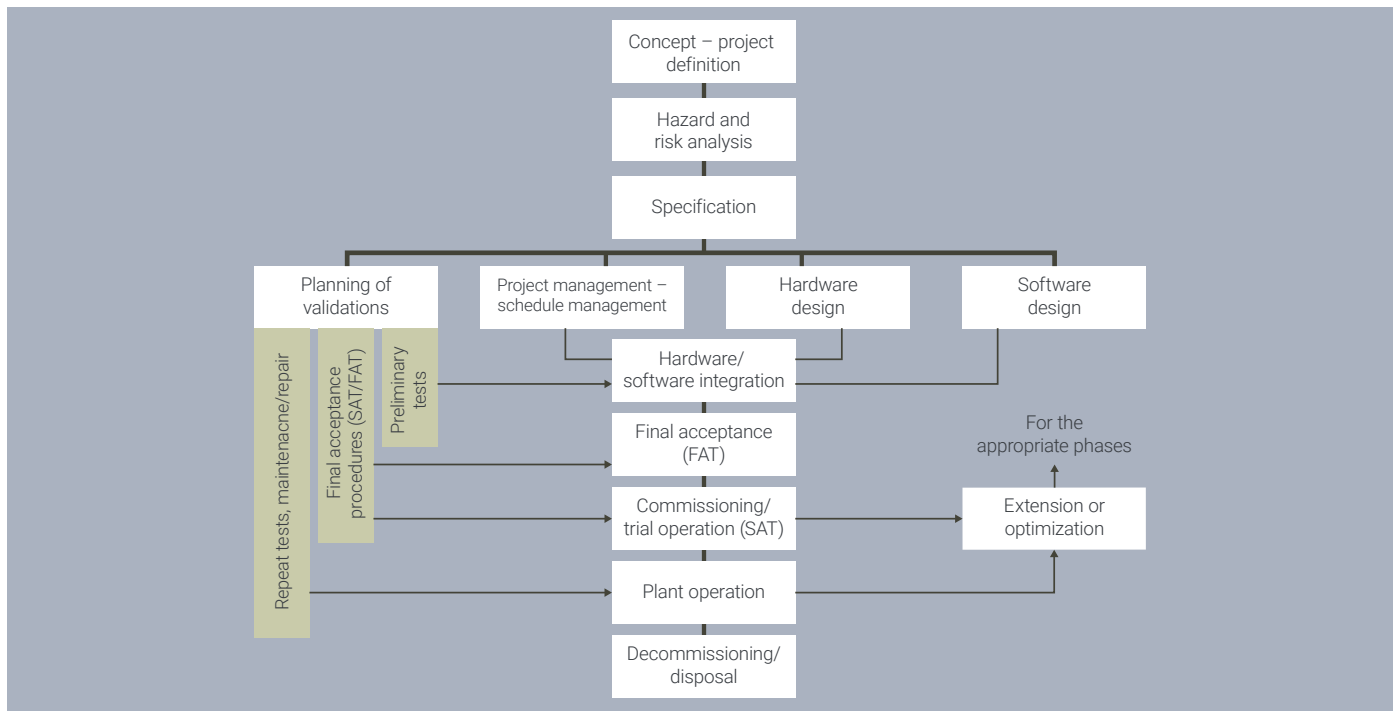 Concept – project
definition
Hazard and
risk analysis
Specification
Planning of
validations
Project management –
schedule management
Hardware
design
Software
design
Repeat tests, maintenacne/repair
Final acceptance
procedures (SAT/FAT)
Preliminary
tests
Hardware/
software integration
Final acceptance
(FAT)
For the
appropriate phases
Commissioning/
trial operation (SAT)
Extension or
optimization
Plant operation
Decommissioning/
disposal